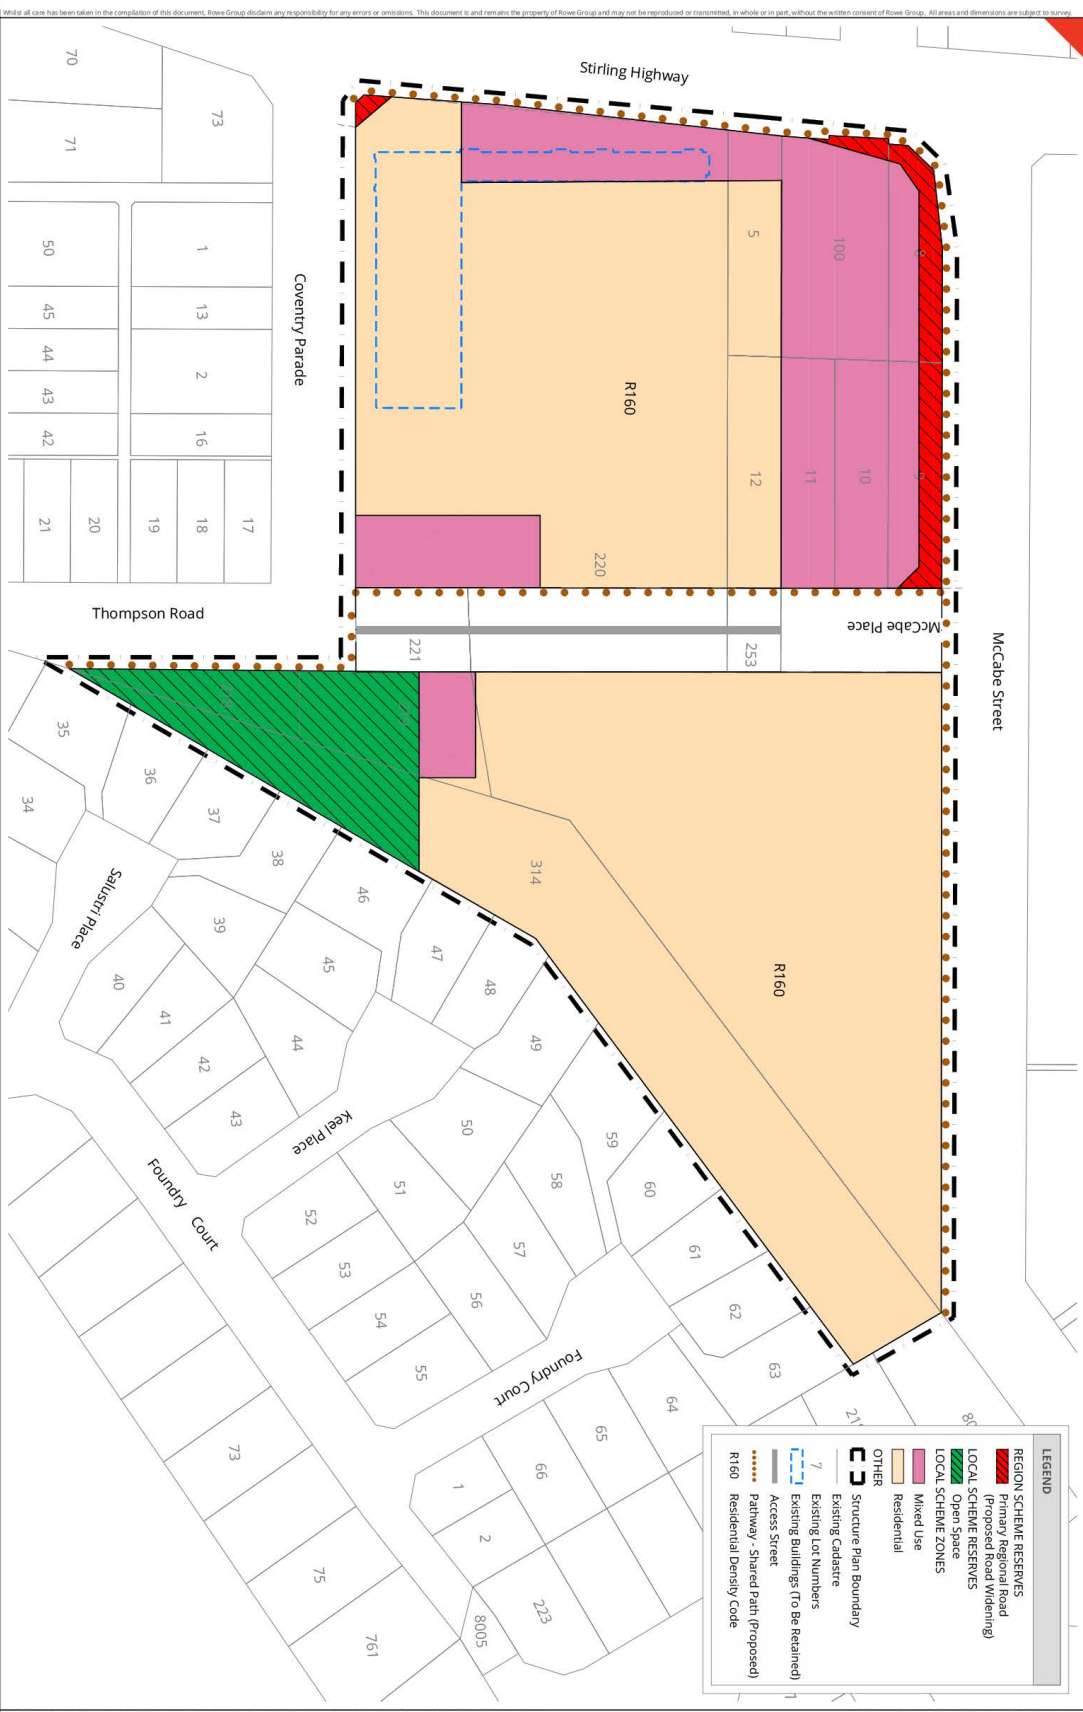 Whilst all care has been taken in the compilation of this document, Rowe Group disclaim any responsibility for any errors or omissions. This document is and remains the property of Rowe Group and may not be reproduced or transmitted, in whole or in part, without the written consent of Rowe Group. All areas and dimensions are subject to survey.
Stirling Highway
70
73
71
50
1
45
13
44
2
43
42
16
21
20
19
18
17
Coventry Parade
Thompson Road
5
100
8
R160
12
11
10
9
220
221
253
McCabe Place
McCabe Street
314
R160
35
36
37
34
38
46
39
45
47
48
40
41
44
49
42
43
50
59
58
60
51
52
57
61
53
56
62
54
55
63
64
65
66
Salustri Place
Keel Place
Foundry Court
Foundry Court
73
75
761
1
2
223
8005
LEGEND
REGION SCHEME RESERVES
Primary Regional Road
(Proposed Road Widening)
LOCAL SCHEME RESERVES
Open Space
LOCAL SCHEME ZONES
Mixed Use
Residential
OTHER
Structure Plan Boundary
Existing Cadastre
7 Existing Lot Numbers
Existing Buildings (To Be Retained)
Access Street
Pathway - Shared Path (Proposed)
R160 Residential Density Code